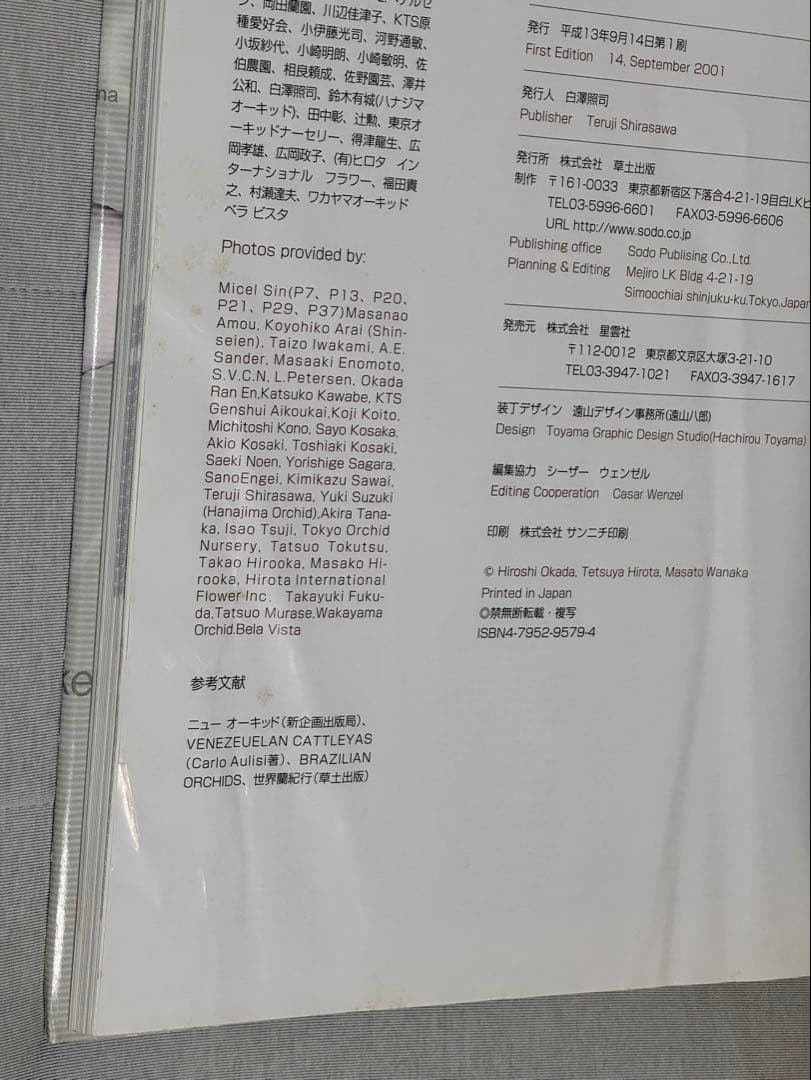 ラ、岡田蘭園、川辺佳津子、KTS原
種愛好会、小伊藤光司、河野通敏、
小坂紗代、小崎明朗、小崎敏明、佐
伯農園、相良頼成、佐野園芸、澤井
公和、白澤照司、鈴木有城(ハナジマ
オーキッド)、田中彰、辻勲、東京オ
ーキッドナーセリー、得津龍生、広
岡孝雄、広岡政子、(有)ヒロタ イン
ターナショナル フラワー、福田貴
之、村瀬達夫、ワカヤマオーキッド
ベラ ビスタ
Photos provided by:
Micel Sin(P7、P13、P20、
P21、P29、P37)Masanao
Amou, Koyohiko Arai (Shin-
seien), Taizo Iwakami, A.E.
Sander, Masaaki Enomoto,
S.V.C.N, L.Petersen, Okada
Ran En,Katsuko Kawabe, KTS
Genshui Aikoukai,Koji Koito,
Michitoshi Kono, Sayo Kosaka,
Akio Kosaki, Toshiaki Kosaki,
Saeki Noen, Yorishige Sagara,
SanoEngei, Kimikazu Sawai,
Teruji Shirasawa, Yuki Suzuki
(Hanajima Orchid),Akira Tana-
ka, Isao Tsuji, Tokyo Orchid
Nursery, Tatsuo Tokutsu,
Takao Hirooka, Masako Hi-
rooka, Hirota International
Flower Inc. Takayuki Fuku-
da,Tatsuo Murase,Wakayama
Orchid.Bela Vista
参考文献
ニュー オーキッド(新企画出版局)、
VENEZEUELAN CATTLEYAS
(Carlo Aulisi著)、BRAZILIAN
ORCHIDS、世界蘭紀行(草土出版)
発行 平成13年9月14日第1刷
First Edition 14, September 2001
発行人 白澤照司
Publisher Teruji Shirasawa
発行所 株式会社 草土出版
制作 〒161-0033 東京都新宿区下落合4-21-19目白LKビ
TEL03-5996-6601 FAX03-5996-6606
URL http://www.sodo.co.jp
Publishing office Sodo Publising Co.,Ltd.
Planning & Editing Mejiro LK Bldg 4-21-19
Simoochiai shinjuku-ku,Tokyo,Japan
発売元 株式会社 星雲社
〒112-0012 東京都文京区大塚3-21-10
TEL03-3947-1021 FAX03-3947-1617
装丁デザイン 遠山デザイン事務所(遠山八郎)
Design Toyama Graphic Design Studio(Hachirou Toyama)
編集協力 シーザー ウェンゼル
Editing Cooperation Casar Wenzel
印刷 株式会社 サンニチ印刷
© Hiroshi Okada, Tetsuya Hirota, Masato Wanaka
Printed in Japan
◎禁無断転載・複写
ISBN4-7952-9579-4
ma
ke